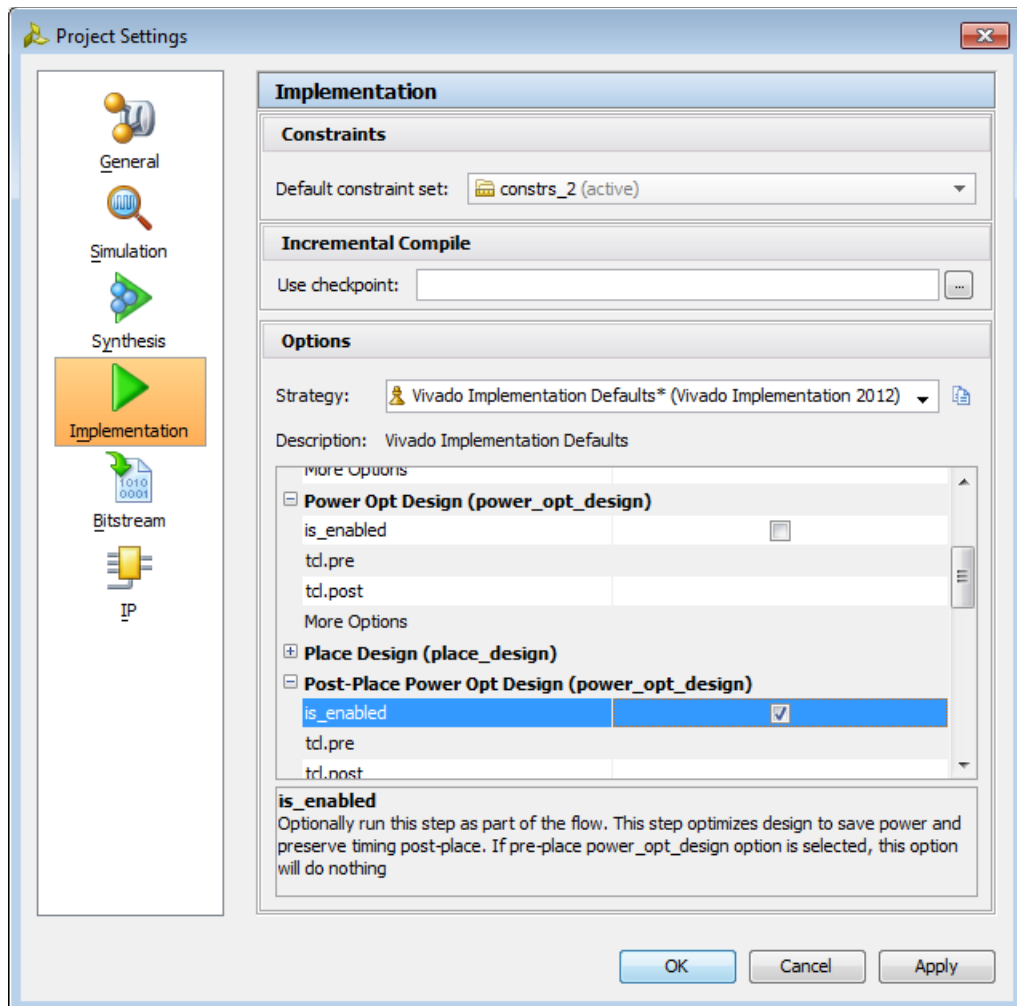 Project Settings
General
Simulation
Synthesis
Implementation
1010
0001
Bitstream
IP
Implementation
Constraints
Default constraint set: constrs_2 (active)
Incremental Compile
Use checkpoint:
...
Options
Strategy: Vivado Implementation Defaults* (Vivado Implementation 2012)
Description: Vivado Implementation Defaults
More Options
Power Opt Design (power_opt_design)
is_enabled
tcl.pre
tcl.post
More Options
Place Design (place_design)
Post-Place Power Opt Design (power_opt_design)
is_enabled
tcl.pre
tcl.post
is_enabled
Optionally run this step as part of the flow. This step optimizes design to save power and
preserve timing post-place. If pre-place power_opt_design option is selected, this option
will do nothing
OK Cancel Apply